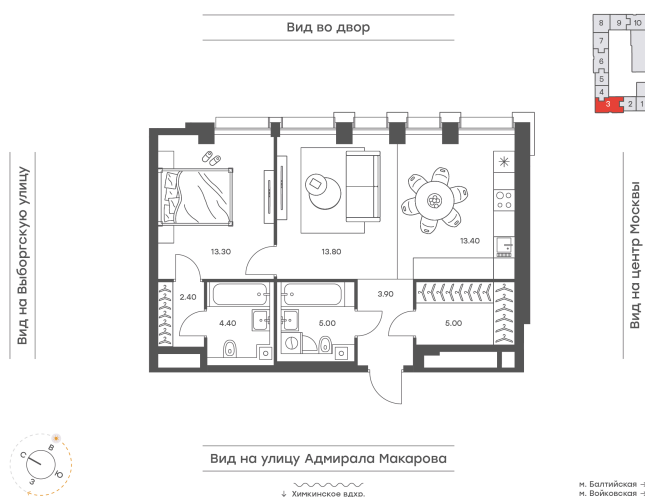 Вид во двор
8 9 10
7
6
5
4
3 2 1
Вид на Выборгскую улицу
Вид на центр Москвы
13.30
13.80
13.40
2.40
4.40
5.00
3.90
5.00
Вид на улицу Адмирала Макарова
С
В
Ю
З
↓ Химкинское вдхр.
м. Балтийская
м. Войковская